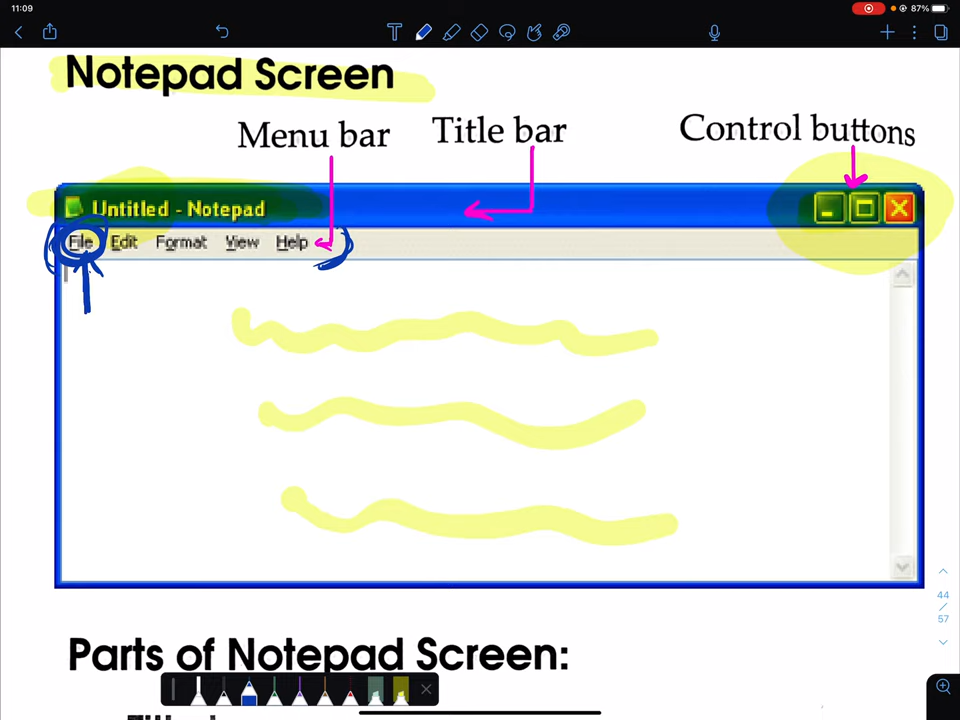 11:09
87%
Notepad Screen
Menu bar Title bar Control buttons
Untitled - Notepad
File Edit Format View Help
44
/
57
Parts of Notepad Screen: